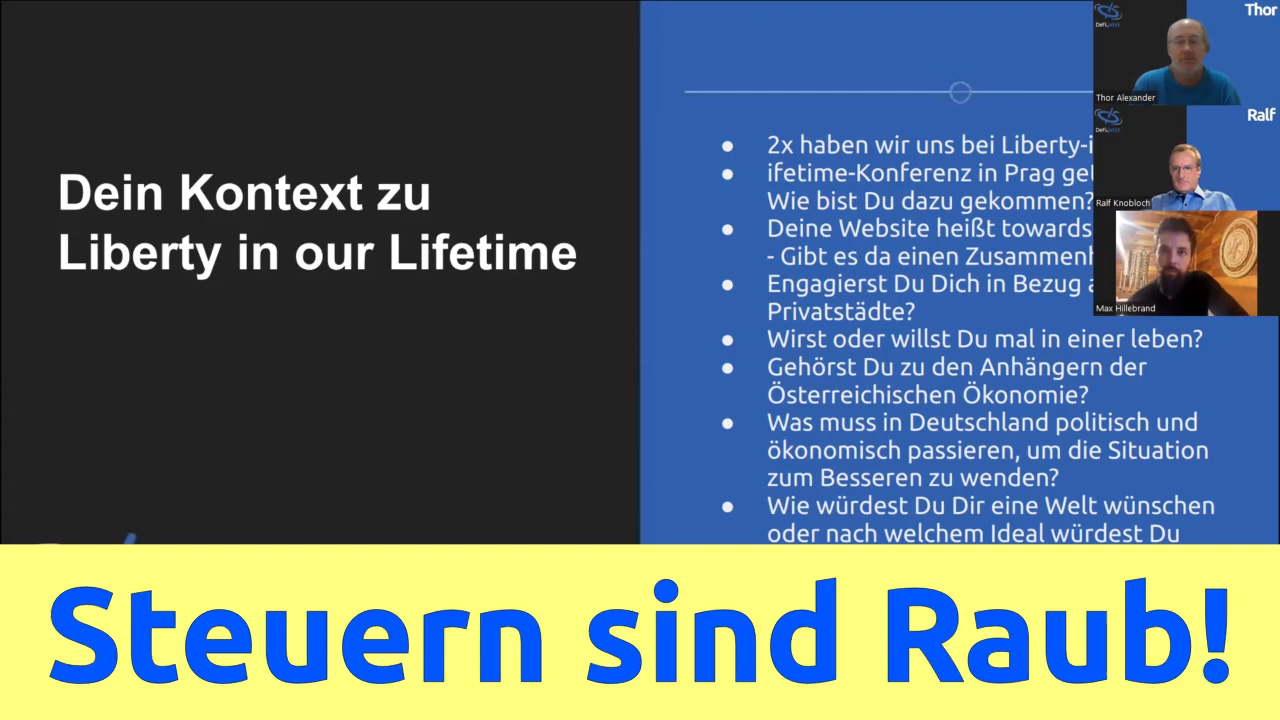 Dein Kontext zu
Liberty in our Lifetime
2x haben wir uns bei Liberty-i
ifetime-Konferenz in Prag get
Wie bist Du dazu gekommen?
Deine Website heißt towards
- Gibt es da einen Zusammenh
Engagierst Du Dich in Bezug a
Privatstädte?
Wirst oder willst Du mal in einer leben?
Gehörst Du zu den Anhängern der
Österreichischen Ökonomie?
Was muss in Deutschland politisch und
ökonomisch passieren, um die Situation
zum Besseren zu wenden?
Wie würdest Du Dir eine Welt wünschen
oder nach welchem Ideal würdest Du
Thor
Thor Alexander
Ralf
Ralf Knobloch
Max Hillebrand
Steuern sind Raub!